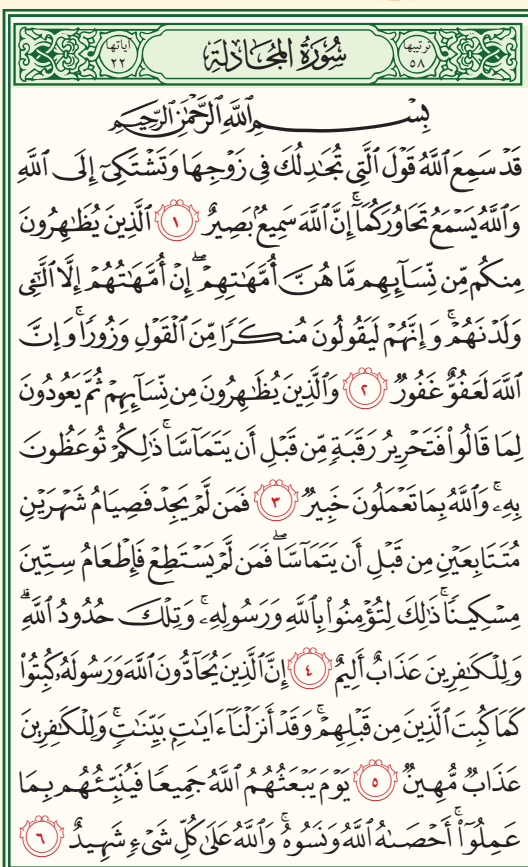 ترتيبها ٥٨ سُورَةُ المُجَادلَةِ آياتها ٢٢
بِسْمِ اللَّهِ الرَّحْمَٰنِ الرَّحِيمِ
قَدْ سَمِعَ ٱللَّهُ قَوْلَ ٱلَّتِى تُجَٰدِلُكَ فِى زَوْجِهَا وَتَشْتَكِىٓ إِلَى ٱللَّهِ
وَٱللَّهُ يَسْمَعُ تَحَاوُرَكُمَآ ۚ إِنَّ ٱللَّهَ سَمِيعٌۢ بَصِيرٌ ١ ٱلَّذِينَ يُظَٰهِرُونَ
مِنكُم مِّن نِّسَآئِهِم مَّا هُنَّ أُمَّهَٰتِهِمْ ۖ إِنْ أُمَّهَٰتُهُمْ إِلَّا ٱلَّٰٓـِٔى
وَلَدْنَهُمْ ۚ وَإِنَّهُمْ لَيَقُولُونَ مُنكَرًا مِّنَ ٱلْقَوْلِ وَزُورًا ۚ وَإِنَّ
ٱللَّهَ لَعَفُوٌّ غَفُورٌ ٢ وَٱلَّذِينَ يُظَٰهِرُونَ مِن نِّسَآئِهِمْ ثُمَّ يَعُودُونَ
لِمَا قَالُوا۟ فَتَحْرِيرُ رَقَبَةٍ مِّن قَبْلِ أَن يَتَمَآسَّا ۚ ذَٰلِكُمْ تُوعَظُونَ
بِهِۦ ۚ وَٱللَّهُ بِمَا تَعْمَلُونَ خَبِيرٌ ٣ فَمَن لَّمْ يَجِدْ فَصِيَامُ شَهْرَيْنِ
مُتَتَابِعَيْنِ مِن قَبْلِ أَن يَتَمَآسَّا ۖ فَمَن لَّمْ يَسْتَطِعْ فَإِطْعَامُ سِتِّينَ
مِسْكِينًا ۚ ذَٰلِكَ لِتُؤْمِنُوا۟ بِٱللَّهِ وَرَسُولِهِۦ ۚ وَتِلْكَ حُدُودُ ٱللَّهِ ۗ
وَلِلْكَٰفِرِينَ عَذَابٌ أَلِيمٌ ٤ إِنَّ ٱلَّذِينَ يُحَآدُّونَ ٱللَّهَ وَرَسُولَهُۥ كُبِتُوا۟
كَمَا كُبِتَ ٱلَّذِينَ مِن قَبْلِهِمْ ۚ وَقَدْ أَنزَلْنَآ ءَايَٰتٍۭ بَيِّنَٰتٍ ۚ وَلِلْكَٰفِرِينَ
عَذَابٌ مُّهِينٌ ٥ يَوْمَ يَبْعَثُهُمُ ٱللَّهُ جَمِيعًا فَيُنَبِّئُهُم بِمَا
عَمِلُوٓا۟ ۚ أَحْصَىٰهُ ٱللَّهُ وَنَسُوهُ ۚ وَٱللَّهُ عَلَىٰ كُلِّ شَىْءٍ شَهِيدٌ ٦